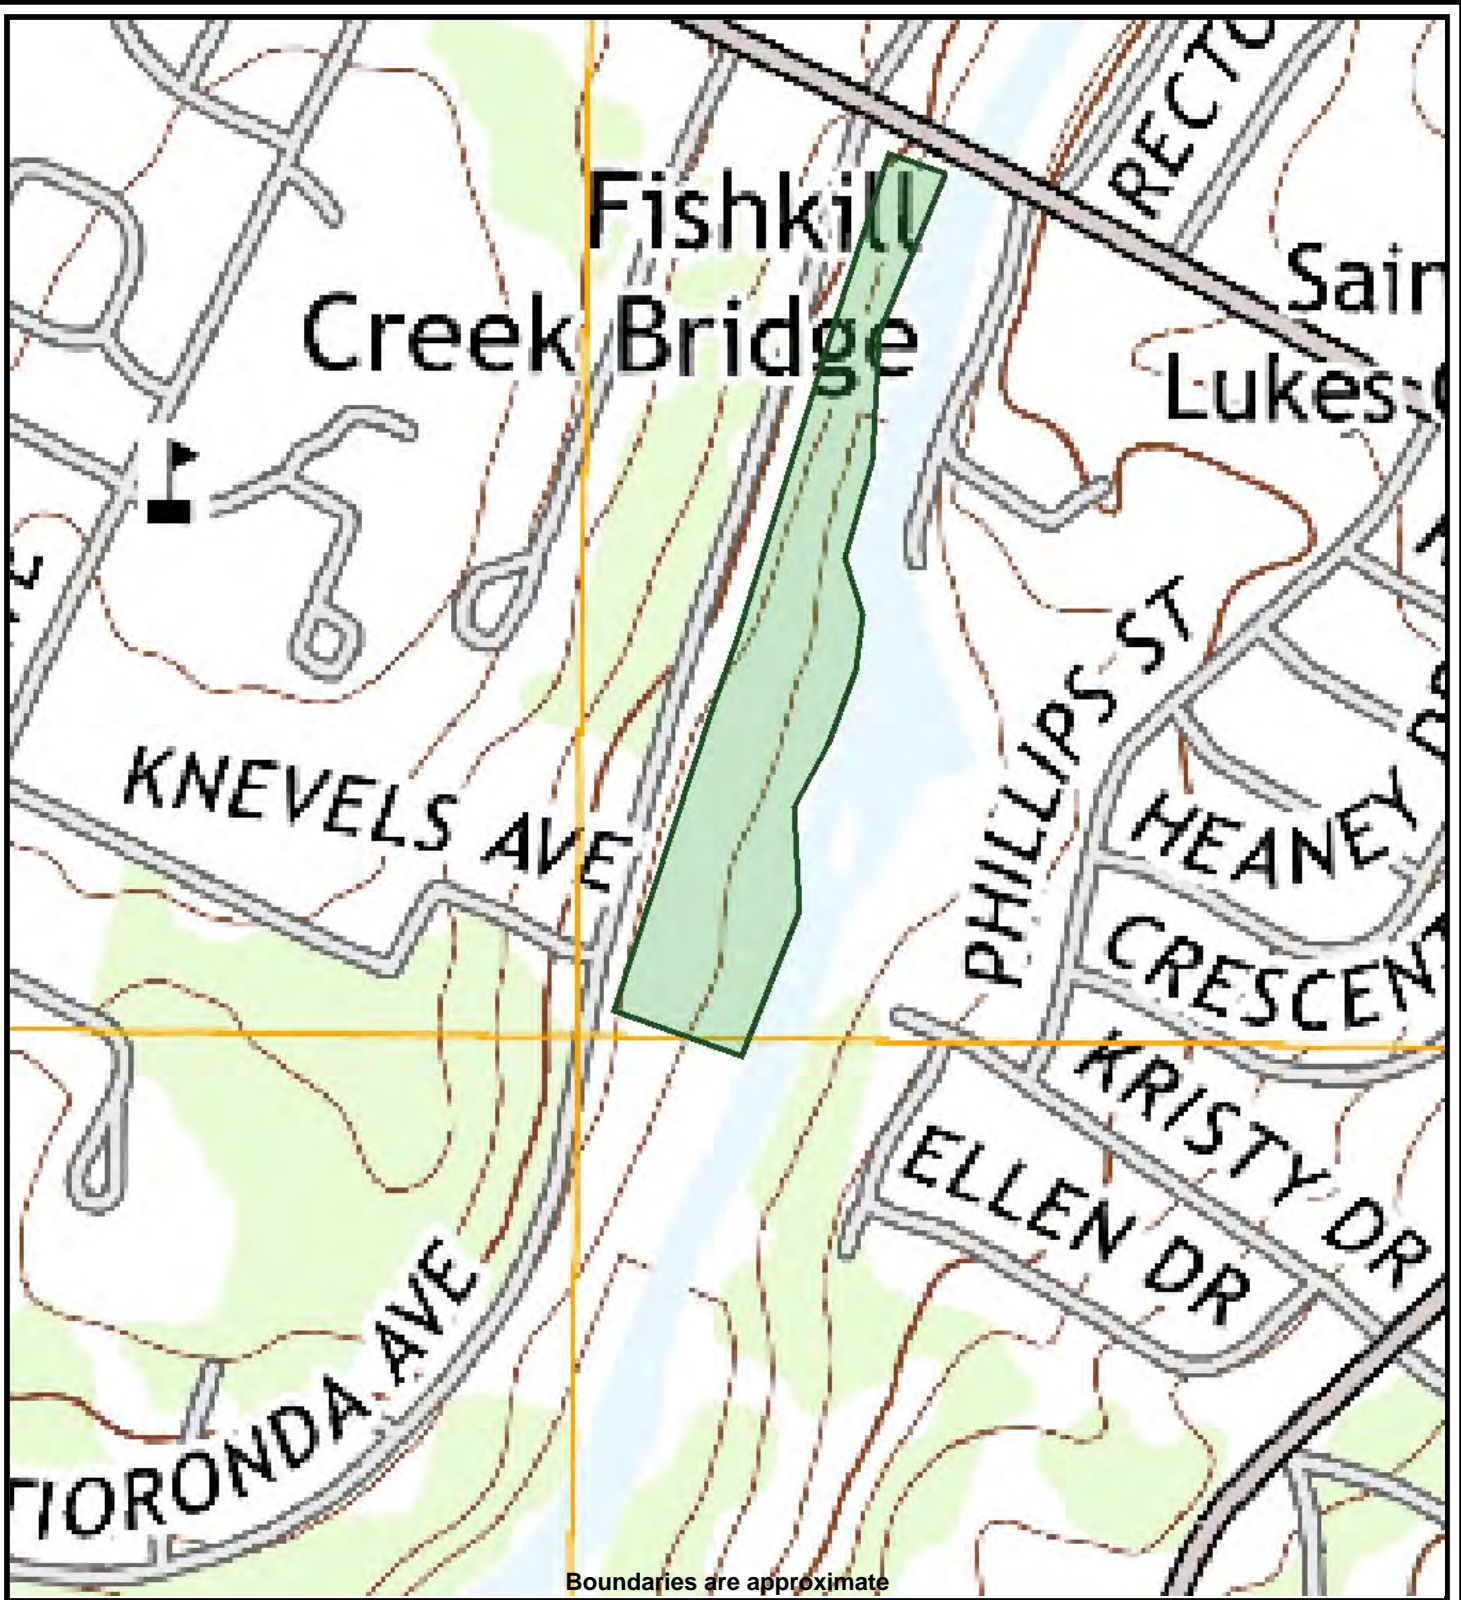 RECTO
Fishkill
Creek Bridge
Sain
Lukes
KNEVELS AVE
PHILLIPS ST
HEANEY
CRESCENT
KRISTY DR
ELLEN DR
TIORONDA AVE
Boundaries are approximate